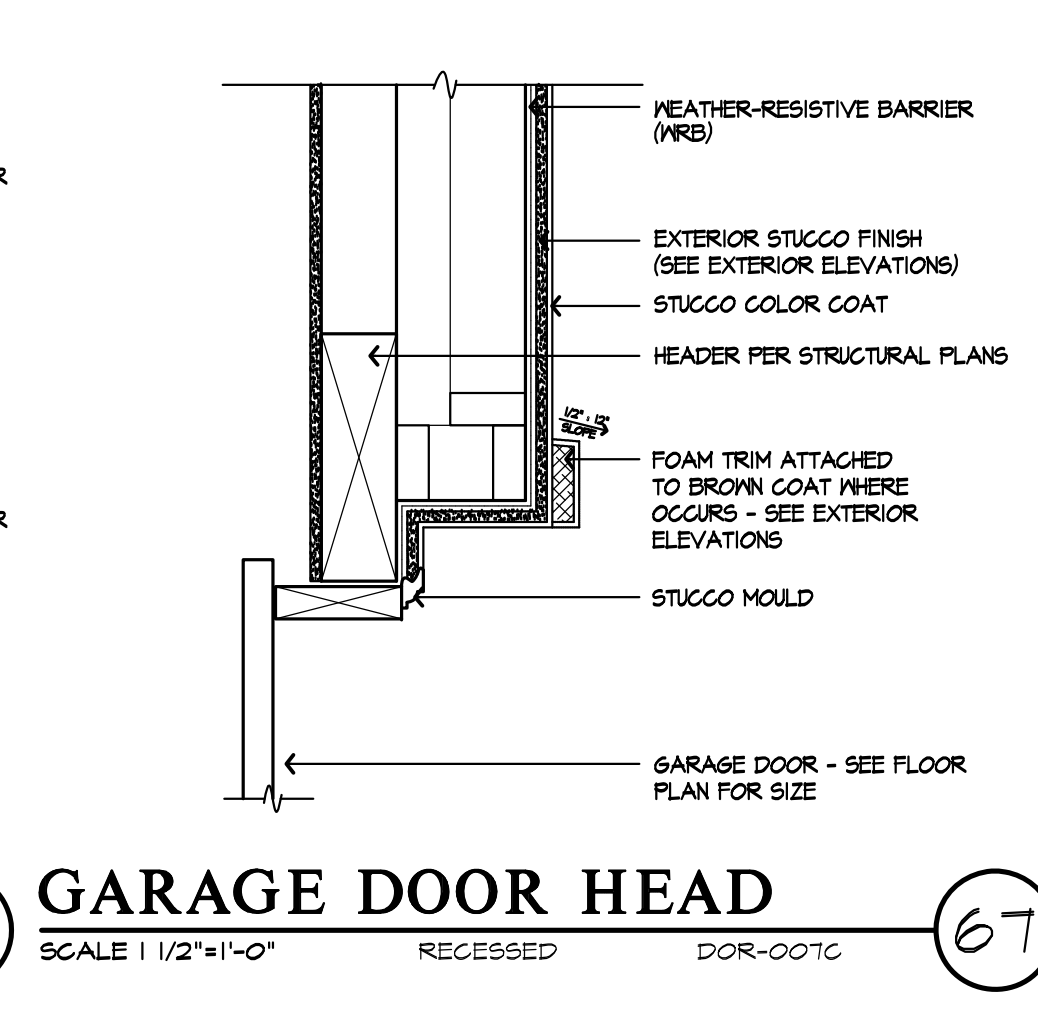 WEATHER-RESISTIVE BARRIER
(WRB)
EXTERIOR STUCCO FINISH
(SEE EXTERIOR ELEVATIONS)
STUCCO COLOR COAT
HEADER PER STRUCTURAL PLANS
1/2" : 12"
SLOPE
FOAM TRIM ATTACHED
TO BROWN COAT WHERE
OCCURS - SEE EXTERIOR
ELEVATIONS
STUCCO MOULD
GARAGE DOOR - SEE FLOOR
PLAN FOR SIZE
R
R
GARAGE DOOR HEAD
67
SCALE 1 1/2"=1'-0" RECESSED DOR-007C